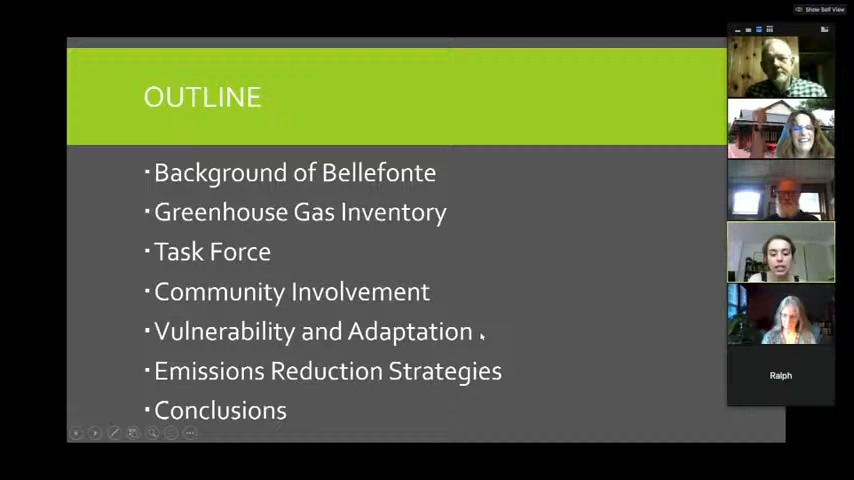 Show Self View
OUTLINE
▪Background of Bellefonte
▪Greenhouse Gas Inventory
▪Task Force
▪Community Involvement
▪Vulnerability and Adaptation
▪Emissions Reduction Strategies
▪Conclusions
Ralph